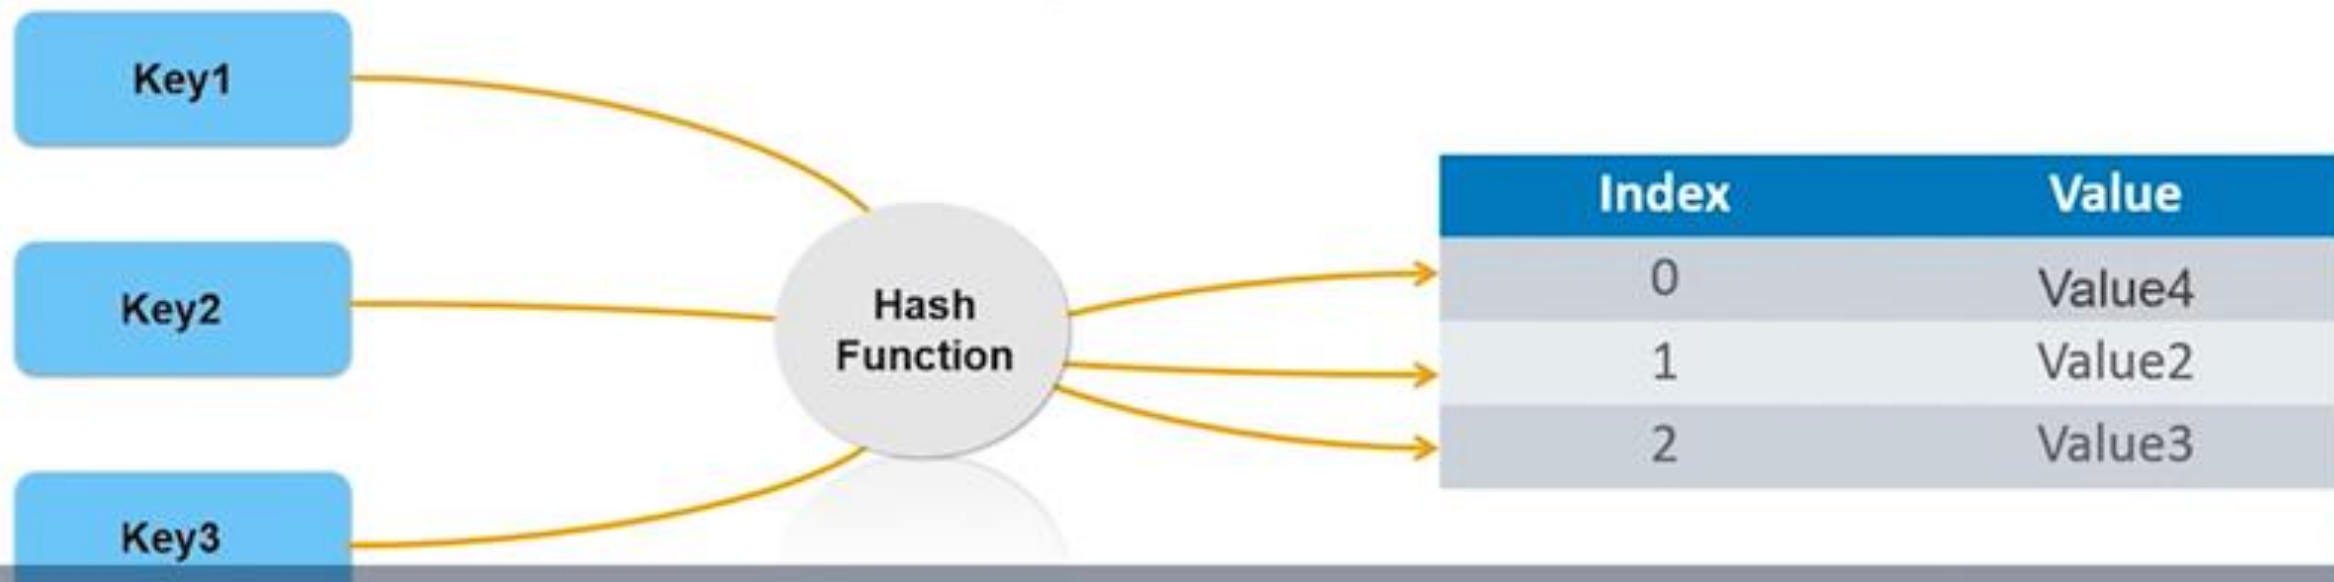 Key1
Key2
Key3
Hash
Function
Index Value
0 Value4
1 Value2
2 Value3